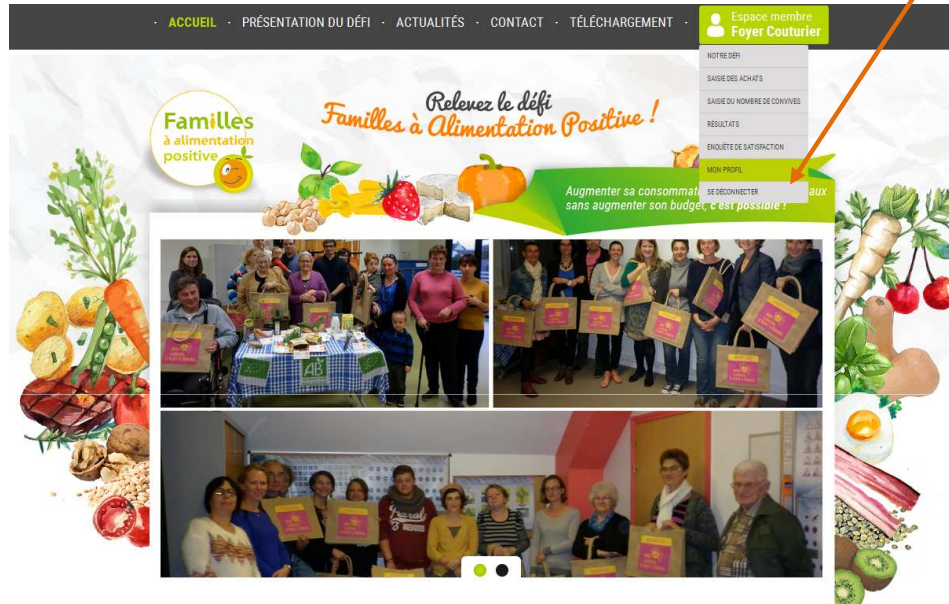 · ACCUEIL · PRÉSENTATION DU DÉFI · ACTUALITÉS · CONTACT · TÉLÉCHARGEMENT ·
Espace membre
Foyer Couturier
NOTRE DÉFI
SAISIE DES ACHATS
SAISIE DU NOMBRE DE CONVIVES
RÉSULTATS
ENQUÊTE DE SATISFACTION
MON PROFIL
SE DÉCONNECTER
Familles
à alimentation
positive
Relevez le défi
Familles à Alimentation Positive !
Augmenter sa aux
sans augmenter son budget, c'est possible !
AB